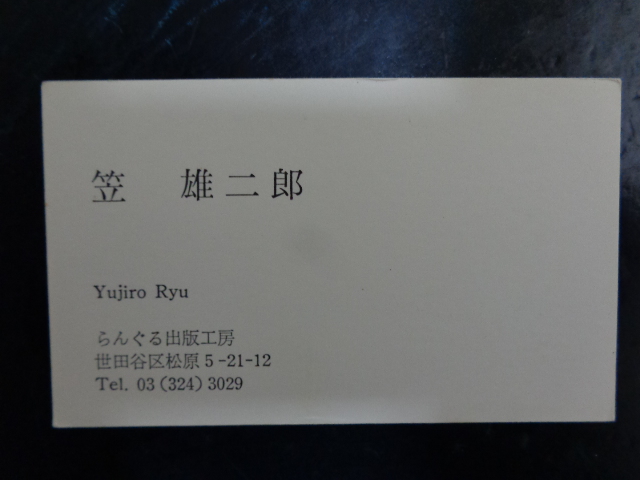 笠　雄二郎
Yujiro Ryu
らんぐる出版工房
世田谷区松原5-21-12
Tel. 03(324)3029